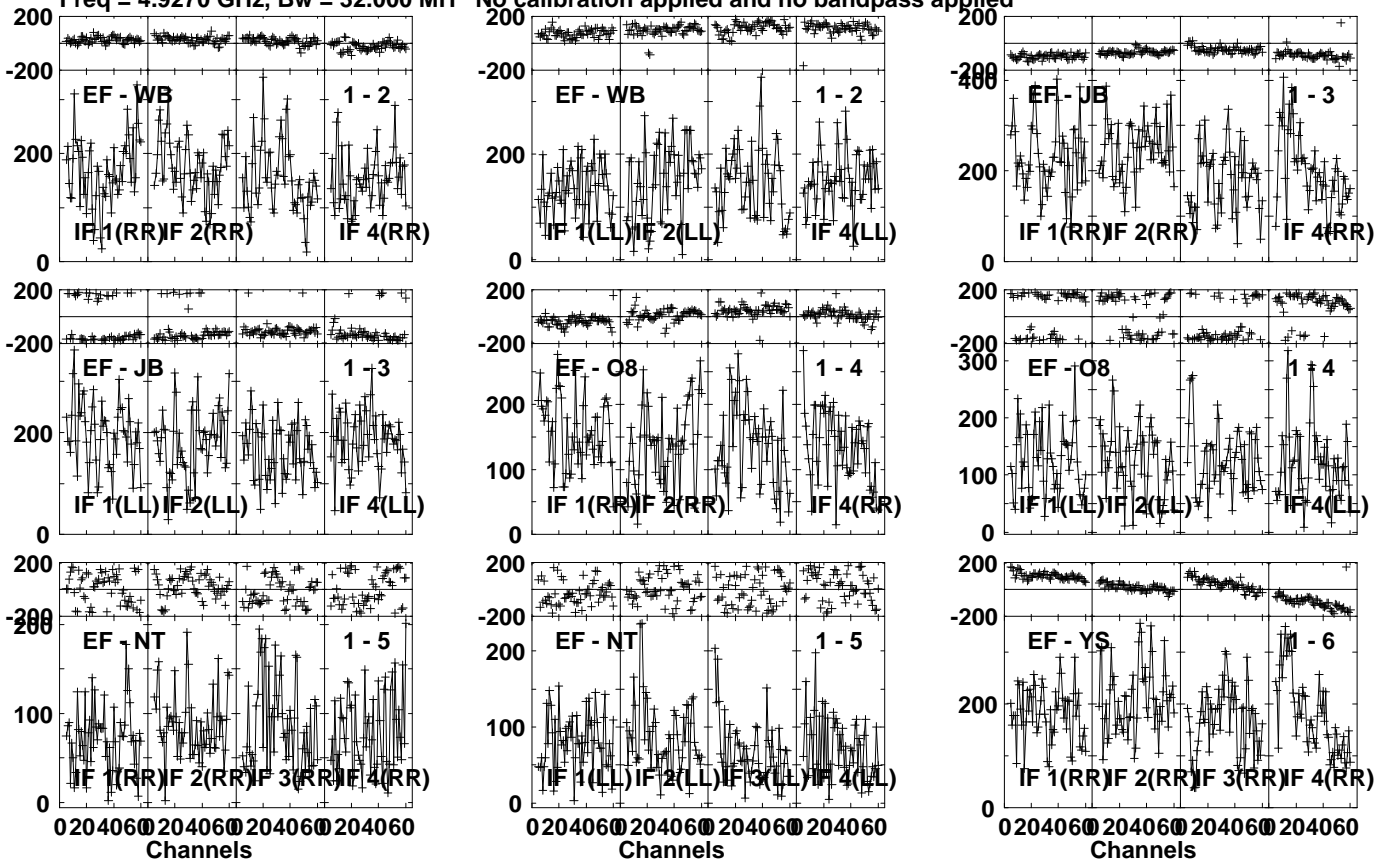 Freq = 4.9270 GHz, Bw = 32.000 MH No calibration applied and no bandpass applied
200
-200
EF - WB 1 - 2
200
IF 1(RR) IF 2(RR) IF 4(RR)
0
200
-200
EF - WB 1 - 2
200
IF 1(LL) IF 2(LL) IF 4(LL)
0
200
-200
400
EF - JB 1 - 3
200
IF 1(RR) IF 2(RR) IF 4(RR)
0
200
-200
EF - JB 1 - 3
200
IF 1(LL) IF 2(LL) IF 4(LL)
0
200
-200
EF - O8 1 - 4
200
100
IF 1(RR) IF 2(RR) IF 4(RR)
0
200
-200
300
EF - O8 1 - 4
200
100
IF 1(LL) IF 2(LL) IF 4(LL)
0
200
-200
200
EF - NT 1 - 5
100
IF 1(RR) IF 2(RR) IF 3(RR) IF 4(RR)
0
0 20 40 60 0 20 40 60 0 20 40 60 0 20 40 60
Channels
200
-200
EF - NT 1 - 5
200
150
100
50
IF 1(LL) IF 2(LL) IF 3(LL) IF 4(LL)
0
0 20 40 60 0 20 40 60 0 20 40 60 0 20 40 60
Channels
200
-200
EF - YS 1 - 6
200
IF 1(RR) IF 2(RR) IF 3(RR) IF 4(RR)
0
0 20 40 60 0 20 40 60 0 20 40 60 0 20 40 60
Channels